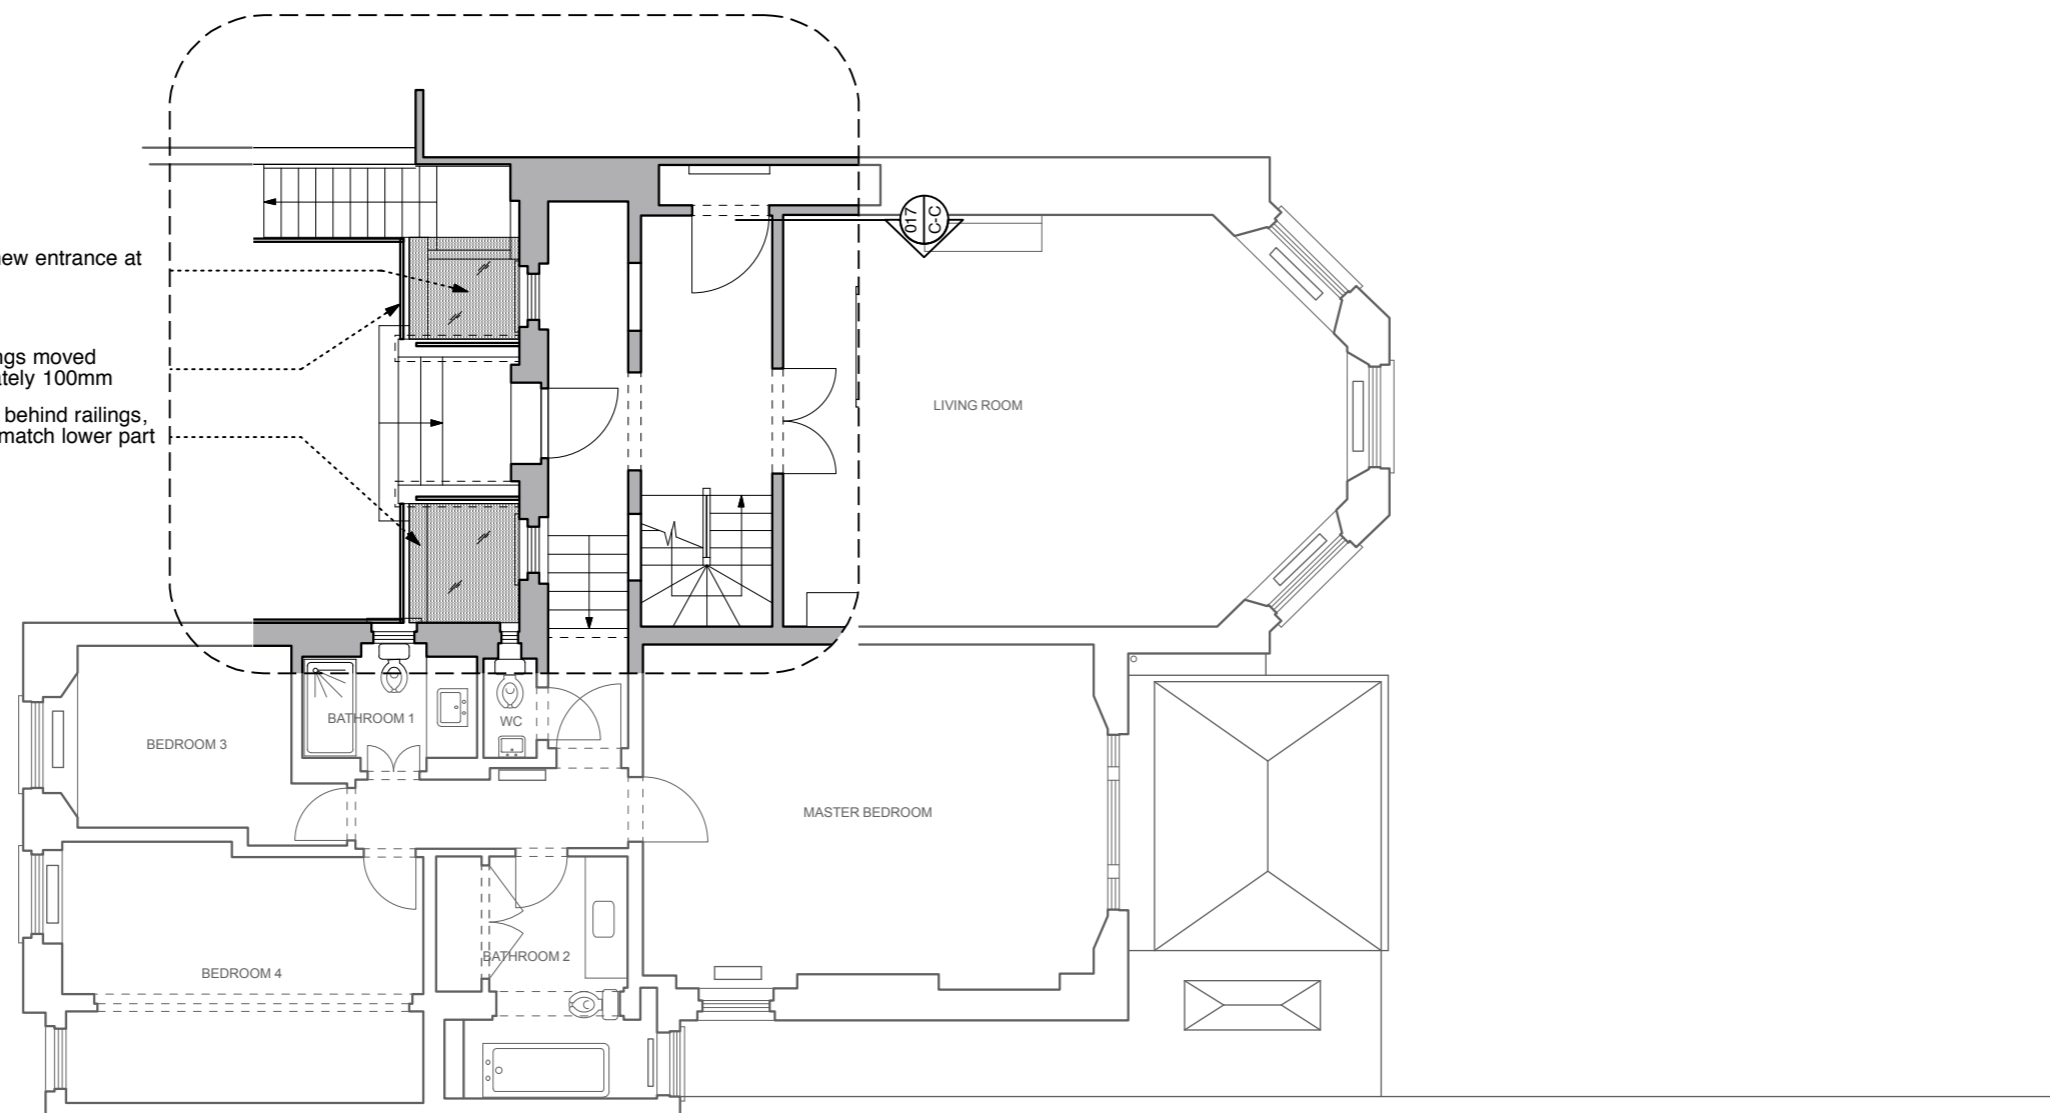 new entrance at
ngs moved
ately 100mm
behind railings,
match lower part
017
C-C
LIVING ROOM
BATHROOM 1
WC
BEDROOM 3
MASTER BEDROOM
BATHROOM 2
BEDROOM 4